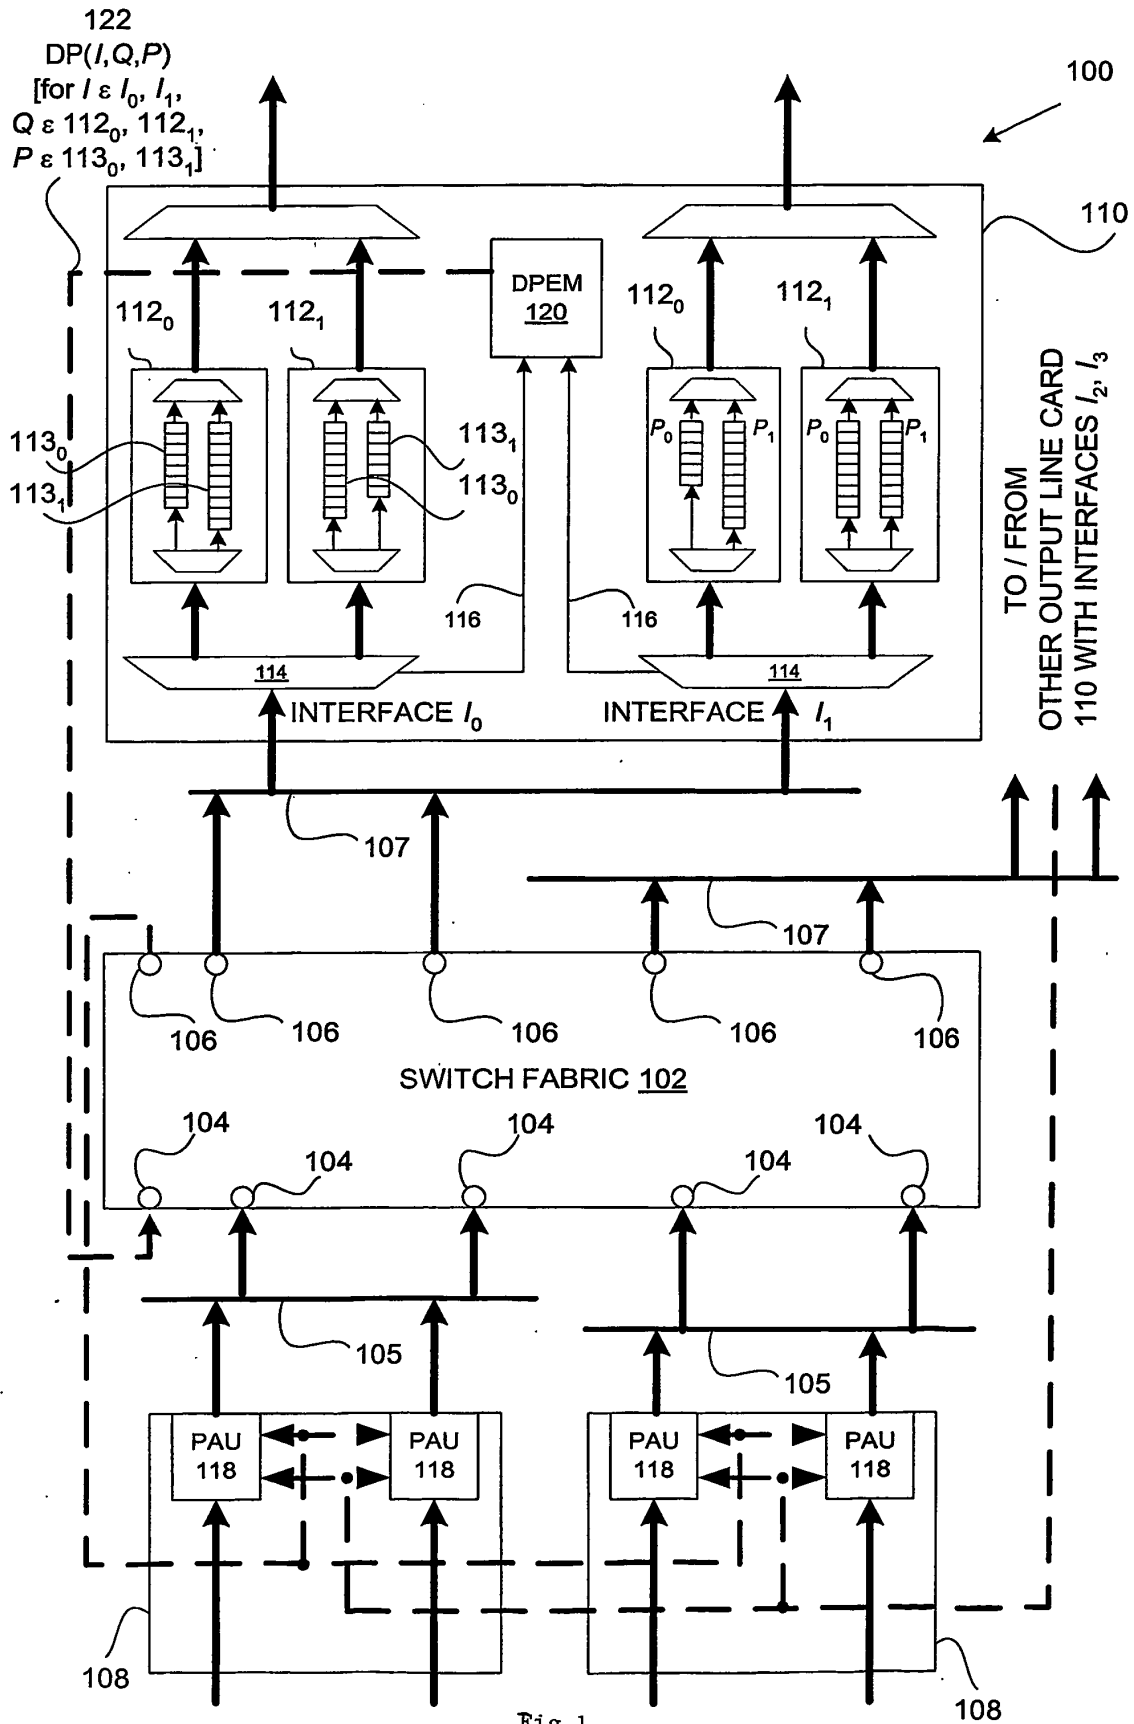 122
DP(I,Q,P)
[for I ε I₀, I₁,
Q ε 112₀, 112₁,
P ε 113₀, 113₁]
100
110
DPEM
120
112₀
112₁
112₀
112₁
P₀
P₁
P₀
P₁
113₀
113₁
113₁
113₀
116
116
114
114
INTERFACE I₀
INTERFACE I₁
TO / FROM
OTHER OUTPUT LINE CARD
110 WITH INTERFACES I₂, I₃
107
107
106
106
106
106
106
SWITCH FABRIC 102
104
104
104
104
104
105
105
PAU
118
PAU
118
PAU
118
PAU
118
108
108
Fig 1